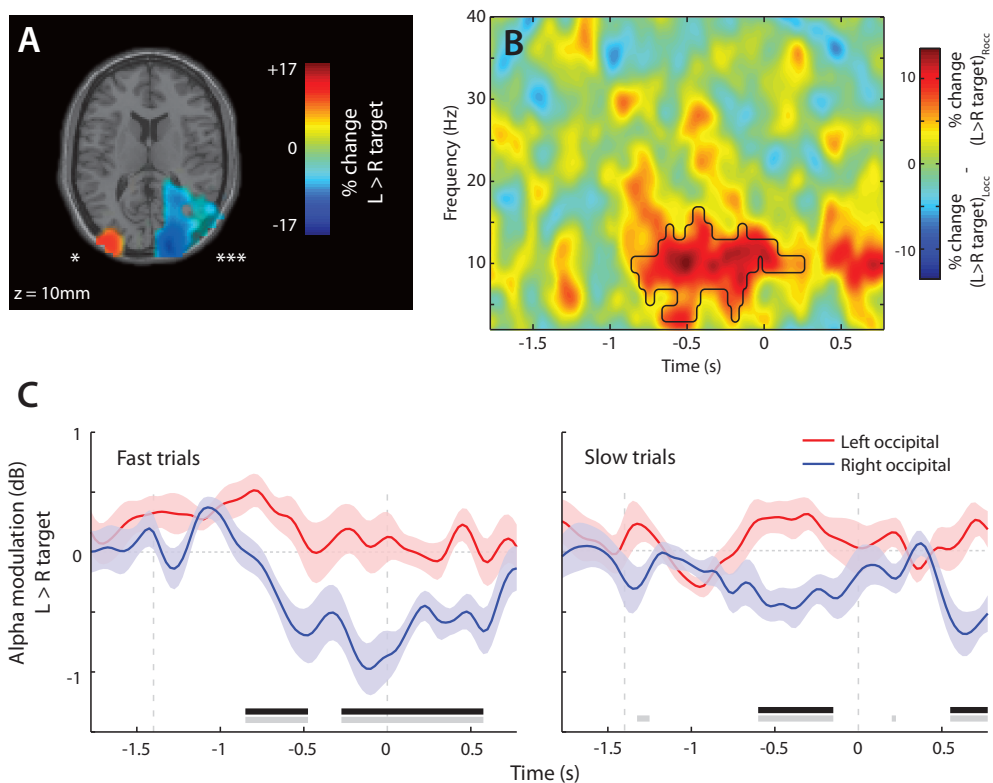 A
+17
0
-17
% change
L > R target
*
***
z = 10mm
B
Frequency (Hz)
40
30
20
10
-1.5
-1
-0.5
0
0.5
Time (s)
10
0
-10
% change
(L>R target)Locc
-
% change
(L>R target)Rocc
C
Alpha modulation (dB)
L > R target
1
0
-1
Fast trials
-1.5
-1
-0.5
0
0.5
Slow trials
Left occipital
Right occipital
-1.5
-1
-0.5
0
0.5
Time (s)